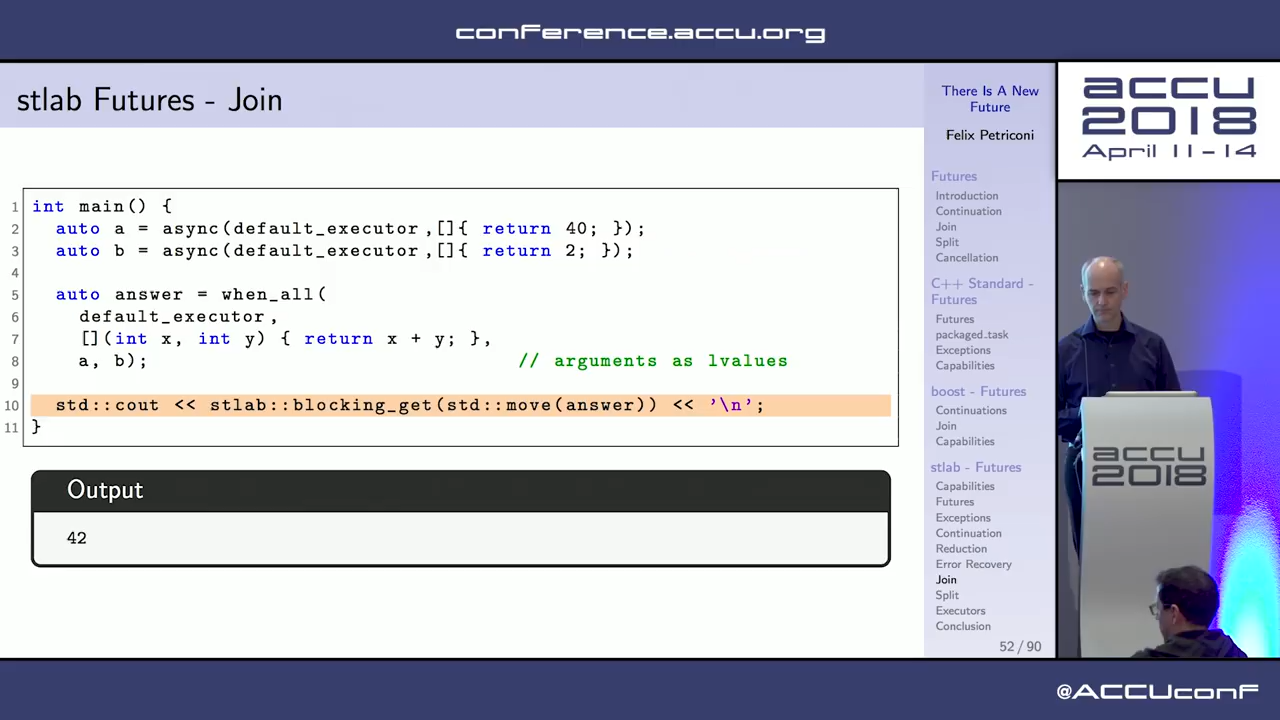 conference.accu.org
stlab Futures - Join
1 int main() {
2 auto a = async(default_executor,[]{ return 40; });
3 auto b = async(default_executor,[]{ return 2; });
4
5 auto answer = when_all(
6 default_executor,
7 [](int x, int y) { return x + y; },
8 a, b); // arguments as lvalues
9
10 std::cout << stlab::blocking_get(std::move(answer)) << '\n';
11 }
Output
42
There Is A New
Future
Felix Petriconi
Futures
Introduction
Continuation
Join
Split
Cancellation
C++ Standard -
Futures
Futures
packaged_task
Exceptions
Capabilities
boost - Futures
Continuations
Join
Capabilities
stlab - Futures
Capabilities
Futures
Exceptions
Continuation
Reduction
Error Recovery
Join
Split
Executors
Conclusion
52 / 90
accu
2018
April 11-14
accu
2018
@ACCUconf